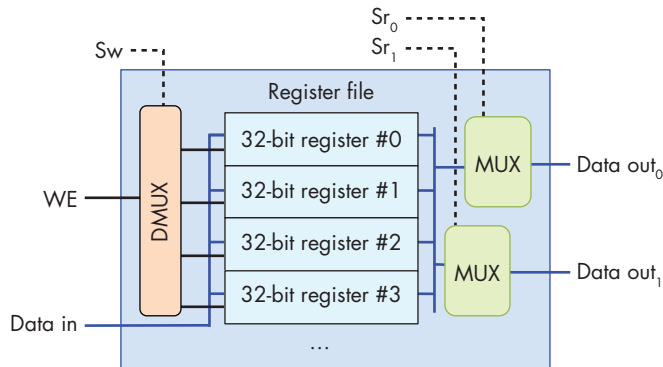 Sr₀
Sr₁
Sw
Register file
32-bit register #0
32-bit register #1
32-bit register #2
32-bit register #3
...
WE
DMUX
Data in
MUX
Data out₀
MUX
Data out₁